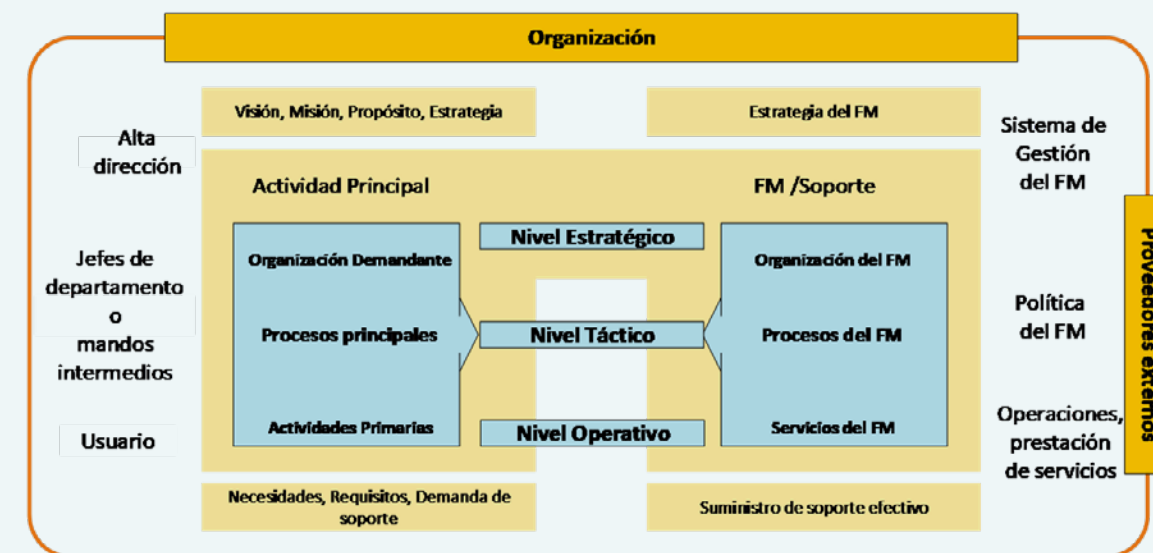 Organización
Visión, Misión, Propósito, Estrategia
Estrategia del FM
Alta
dirección
Sistema de
Gestión
del FM
Actividad Principal
FM /Soporte
Nivel Estratégico
Organización Demandante
Organización del FM
Jefes de
departamento
o
mandos
intermedios
Procesos principales
Nivel Táctico
Procesos del FM
Política
del FM
Proveedores externos
Usuario
Actividades Primarias
Nivel Operativo
Servicios del FM
Operaciones,
prestación
de servicios
Necesidades, Requisitos, Demanda de
soporte
Suministro de soporte efectivo